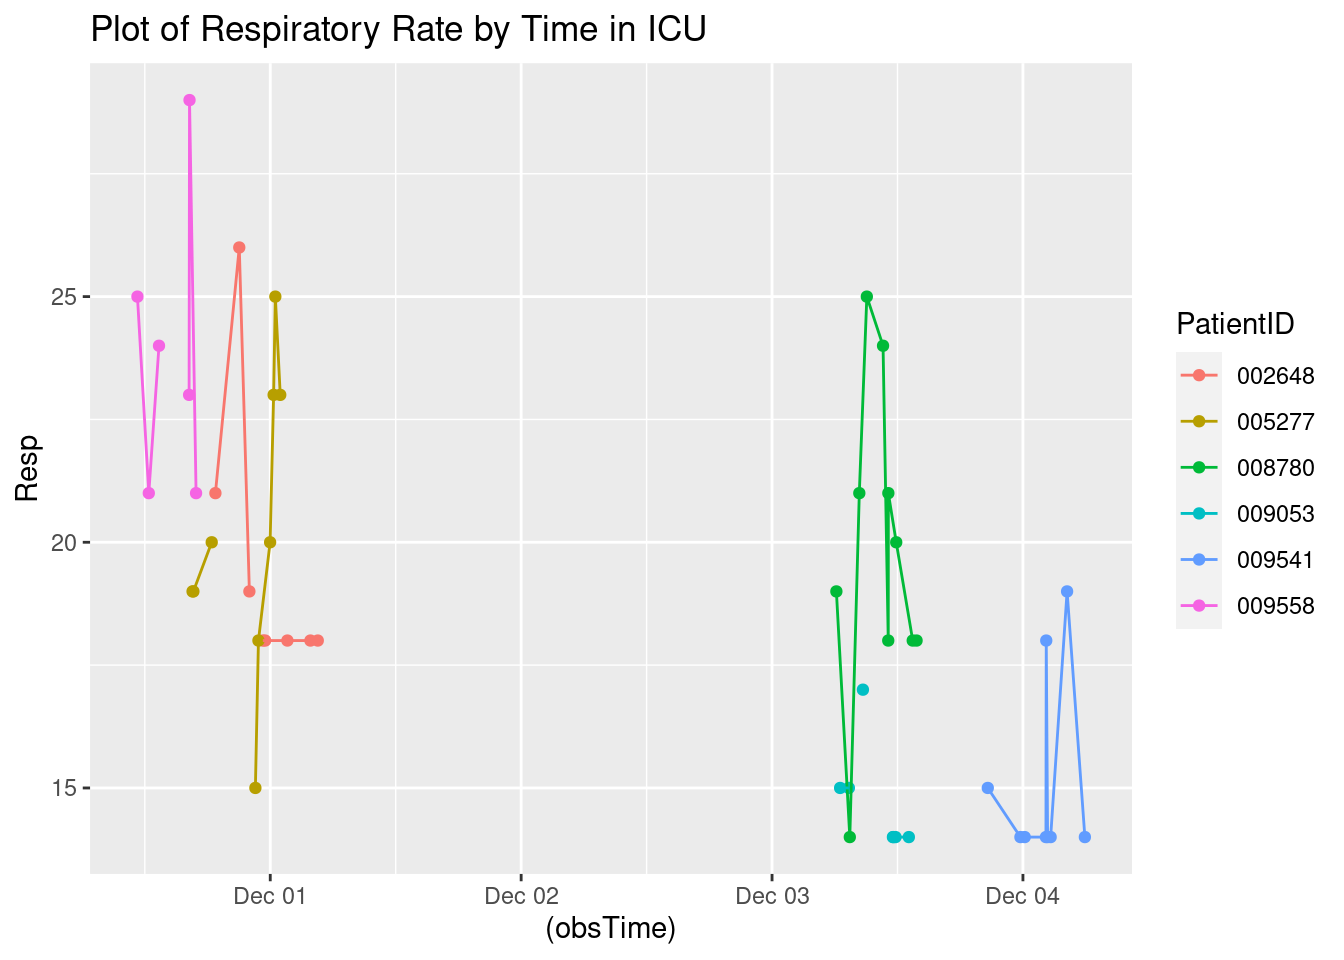 Plot of Respiratory Rate by Time in ICU
Resp
25
20
15
Dec 01
Dec 02
Dec 03
Dec 04
(obsTime)
PatientID
002648
005277
008780
009053
009541
009558